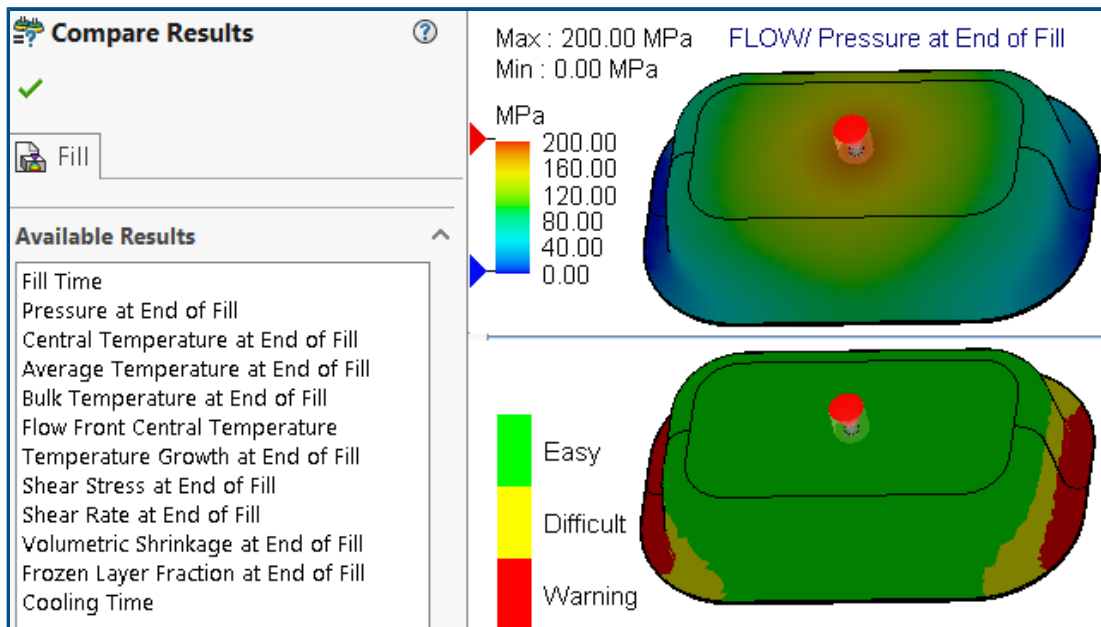 Compare Results
Fill
Available Results
Fill Time
Pressure at End of Fill
Central Temperature at End of Fill
Average Temperature at End of Fill
Bulk Temperature at End of Fill
Flow Front Central Temperature
Temperature Growth at End of Fill
Shear Stress at End of Fill
Shear Rate at End of Fill
Volumetric Shrinkage at End of Fill
Frozen Layer Fraction at End of Fill
Cooling Time
Max : 200.00 MPa FLOW/ Pressure at End of Fill
Min : 0.00 MPa
MPa
200.00
160.00
120.00
80.00
40.00
0.00
Easy
Difficult
Warning